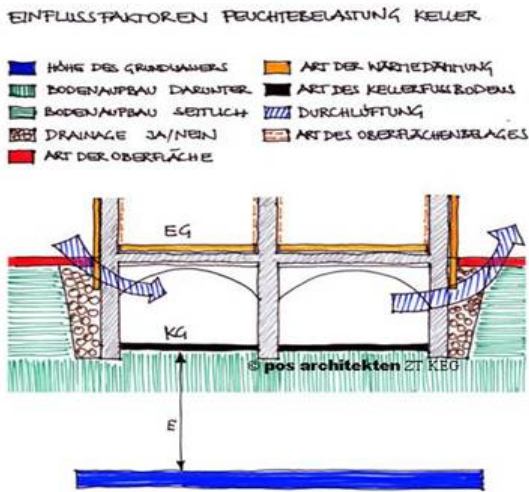 EINFLUSSFAKTOREN FEUCHTEBELASTUNG KELLER
HÖHE DES GRUNDWASSERS
BODENAUFBAU DARUNTER
BODENAUFBAU SEITLICH
DRAINAGE JA/NEIN
ART DER OBERFLÄCHE
ART DER WÄRMEDÄMMUNG
ART DES KELLERFUSSBODENS
DURCHLÜFTUNG
ART DES OBERFLÄCHENBELAGES
EG
KG
© pos architekten ZT KEG
E